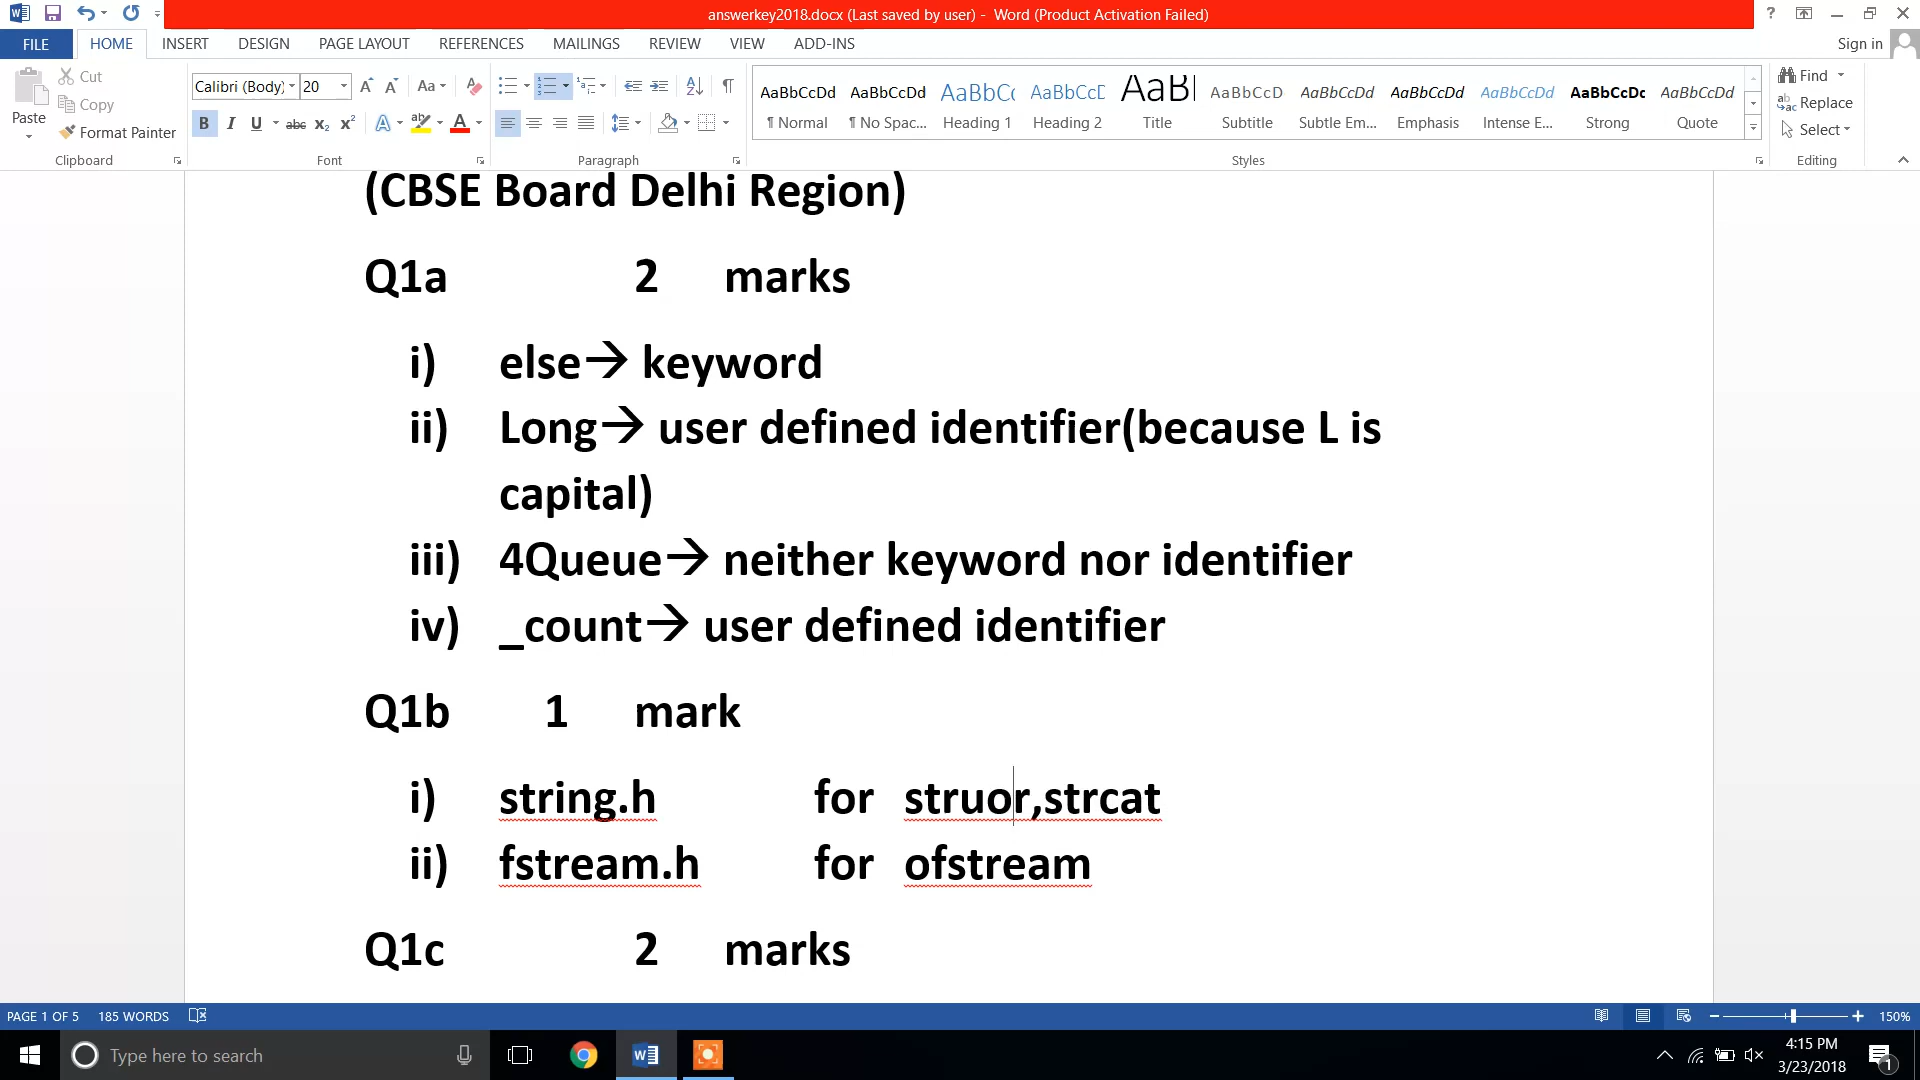 answerkey2018.docx (Last saved by user) - Word (Product Activation Failed)
FILE HOME INSERT DESIGN PAGE LAYOUT REFERENCES MAILINGS REVIEW VIEW ADD-INS Sign in
Paste
Cut
Copy
Format Painter
Clipboard
Calibri (Body) 20
Font
Paragraph
AaBbCcDd AaBbCcDd AaBbCc AaBbCcD AaBl AaBbCcD AaBbCcDd AaBbCcDd AaBbCcDd AaBbCcDc AaBbCcDd
¶ Normal ¶ No Spac... Heading 1 Heading 2 Title Subtitle Subtle Em... Emphasis Intense E... Strong Quote
Styles
Find
Replace
Select
Editing
(CBSE Board Delhi Region)
Q1a 2 marks
i) else→ keyword
ii) Long→ user defined identifier(because L is
capital)
iii) 4Queue→ neither keyword nor identifier
iv) _count→ user defined identifier
Q1b 1 mark
i) string.h for struor,strcat
ii) fstream.h for ofstream
Q1c 2 marks
PAGE 1 OF 5 185 WORDS 150%
Type here to search
4:15 PM
3/23/2018
1